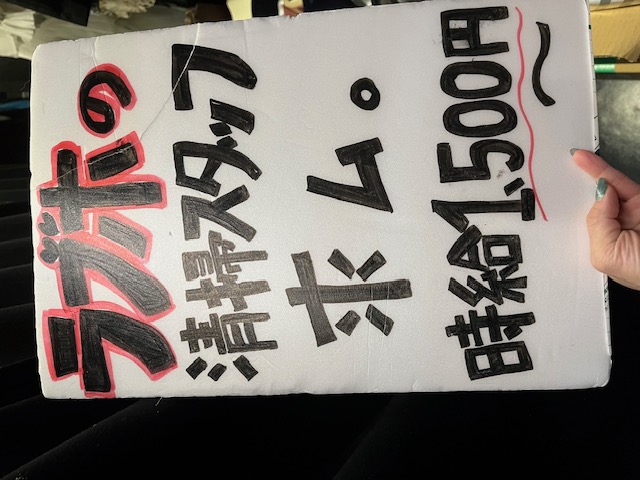 ラブホの
清掃スタッフ
求ム。
時給1,500円〜